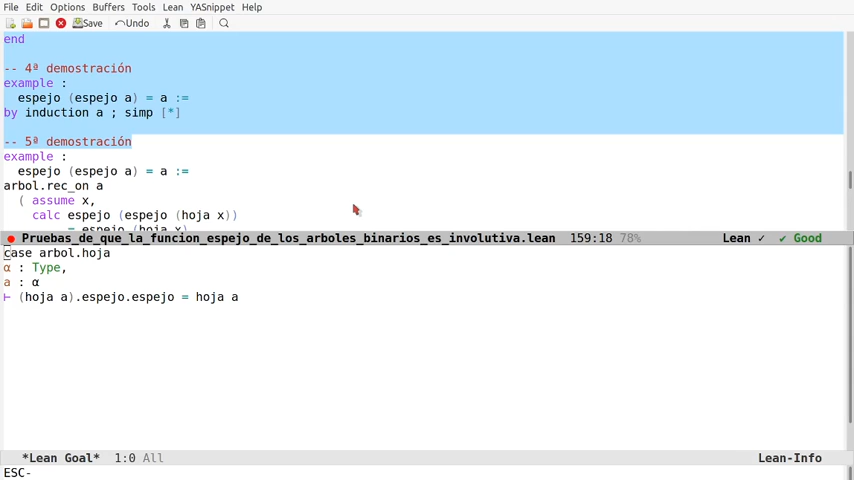 File Edit Options Buffers Tools Lean YASnippet Help
Save Undo
end
-- 4ª demostración
example :
  espejo (espejo a) = a :=
by induction a ; simp [*]
-- 5ª demostración
example :
  espejo (espejo a) = a :=
arbol.rec_on a
  ( assume x,
    calc espejo (espejo (hoja x))
         = espejo (hoja x)
Pruebas_de_que_la_funcion_espejo_de_los_arboles_binarios_es_involutiva.lean 159:18 78% Lean ✓ ✔ Good
case arbol.hoja
α : Type,
a : α
⊢ (hoja a).espejo.espejo = hoja a
*Lean Goal* 1:0 All Lean-Info
ESC-